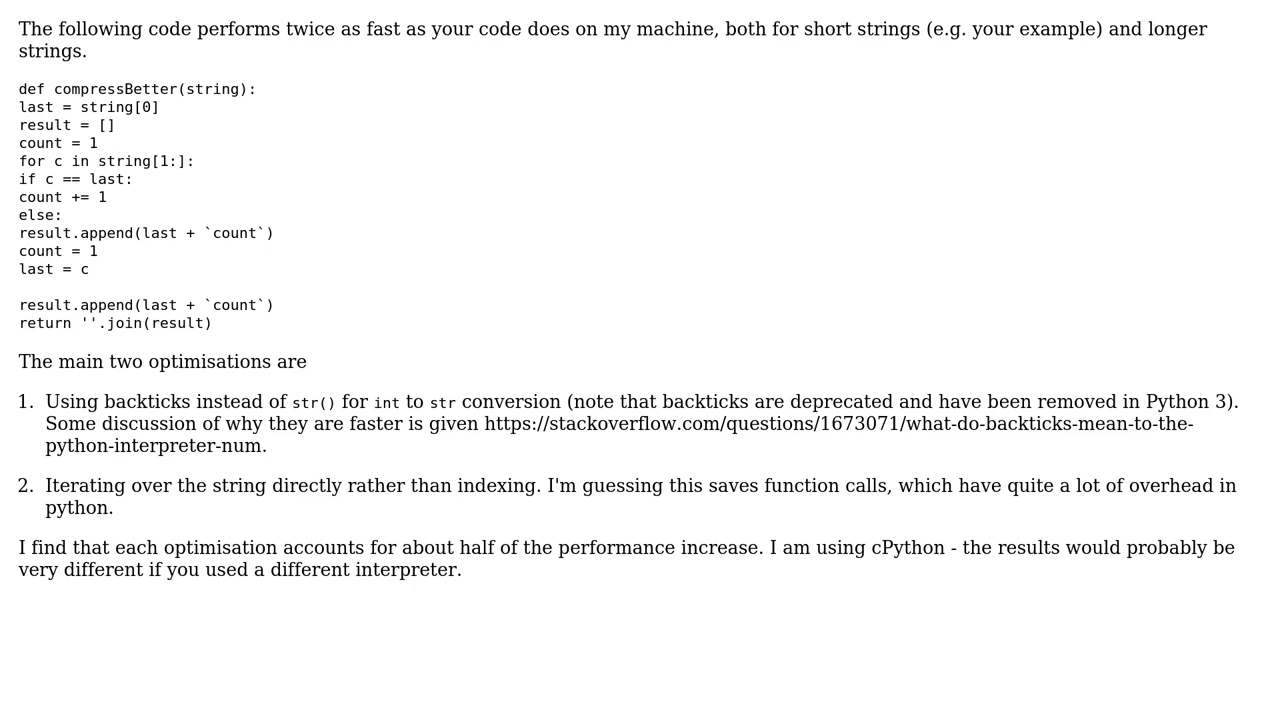 The following code performs twice as fast as your code does on my machine, both for short strings (e.g. your example) and longer
strings.
def compressBetter(string):
last = string[0]
result = []
count = 1
for c in string[1:]:
if c == last:
count += 1
else:
result.append(last + `count`)
count = 1
last = c
result.append(last + `count`)
return ''.join(result)
The main two optimisations are
1. Using backticks instead of str() for int to str conversion (note that backticks are deprecated and have been removed in Python 3).
Some discussion of why they are faster is given https://stackoverflow.com/questions/1673071/what-do-backticks-mean-to-the-
python-interpreter-num.
2. Iterating over the string directly rather than indexing. I'm guessing this saves function calls, which have quite a lot of overhead in
python.
I find that each optimisation accounts for about half of the performance increase. I am using cPython - the results would probably be
very different if you used a different interpreter.